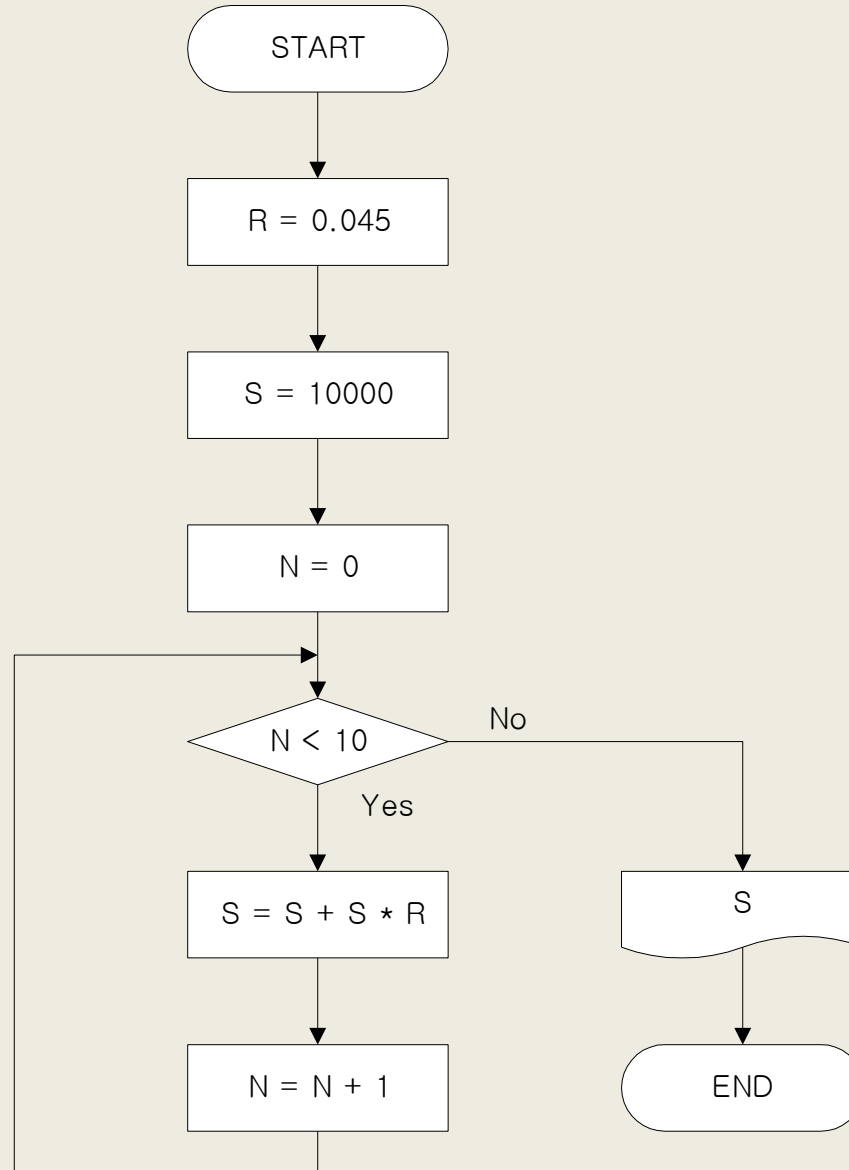 START
R = 0.045
S = 10000
N = 0
N < 10
No
Yes
S = S + S * R
S
N = N + 1
END